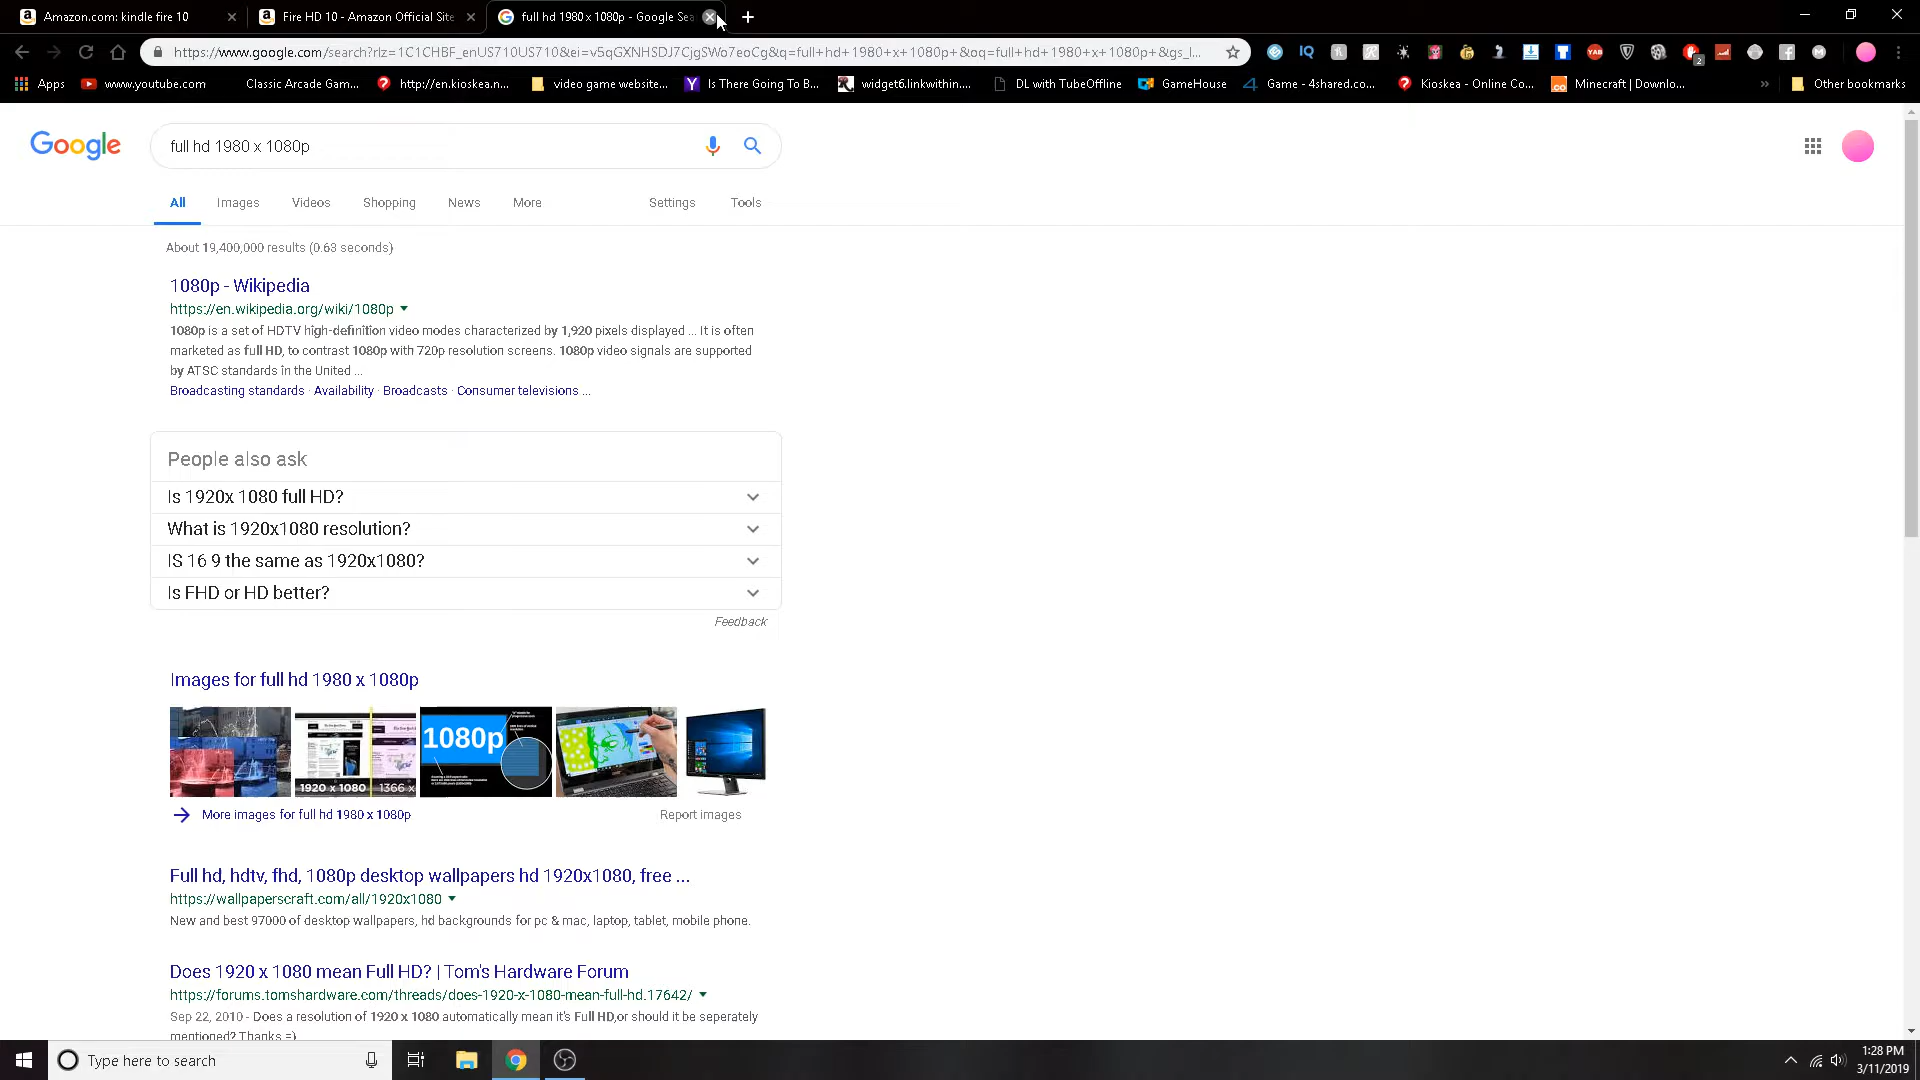 Amazon.com: kindle fire 10
Fire HD 10 - Amazon Official Site
full hd 1980 x 1080p - Google Sea
https://www.google.com/search?rlz=1C1CHBF_enUS710US710&ei=v5qGXNHSDJ7CjgSWo7eoCg&q=full+hd+1980+x+1080p+&oq=full+hd+1980+x+1080p+&gs_l...
Apps
www.youtube.com
Classic Arcade Gam...
http://en.kioskea.n...
video game website...
Is There Going To B...
widget6.linkwithin....
DL with TubeOffline
GameHouse
Game - 4shared.co...
Kioskea - Online Co...
Minecraft | Downlo...
»
Other bookmarks
Google
full hd 1980 x 1080p
All
Images
Videos
Shopping
News
More
Settings
Tools
About 19,400,000 results (0.63 seconds)
1080p - Wikipedia
https://en.wikipedia.org/wiki/1080p
1080p is a set of HDTV high-definition video modes characterized by 1,920 pixels displayed ... It is often
marketed as full HD, to contrast 1080p with 720p resolution screens. 1080p video signals are supported
by ATSC standards in the United ...
Broadcasting standards · Availability · Broadcasts · Consumer televisions ...
People also ask
Is 1920x 1080 full HD?
What is 1920x1080 resolution?
IS 16 9 the same as 1920x1080?
Is FHD or HD better?
Feedback
Images for full hd 1980 x 1080p
1920 x 1080
1366 x
1080p
More images for full hd 1980 x 1080p
Report images
Full hd, hdtv, fhd, 1080p desktop wallpapers hd 1920x1080, free ...
https://wallpaperscraft.com/all/1920x1080
New and best 97000 of desktop wallpapers, hd backgrounds for pc & mac, laptop, tablet, mobile phone.
Does 1920 x 1080 mean Full HD? | Tom's Hardware Forum
https://forums.tomshardware.com/threads/does-1920-x-1080-mean-full-hd.17642/
Sep 22, 2010 - Does a resolution of 1920 x 1080 automatically mean it's Full HD,or should it be seperately
mentioned? Thanks =)
Type here to search
1:28 PM
3/11/2019